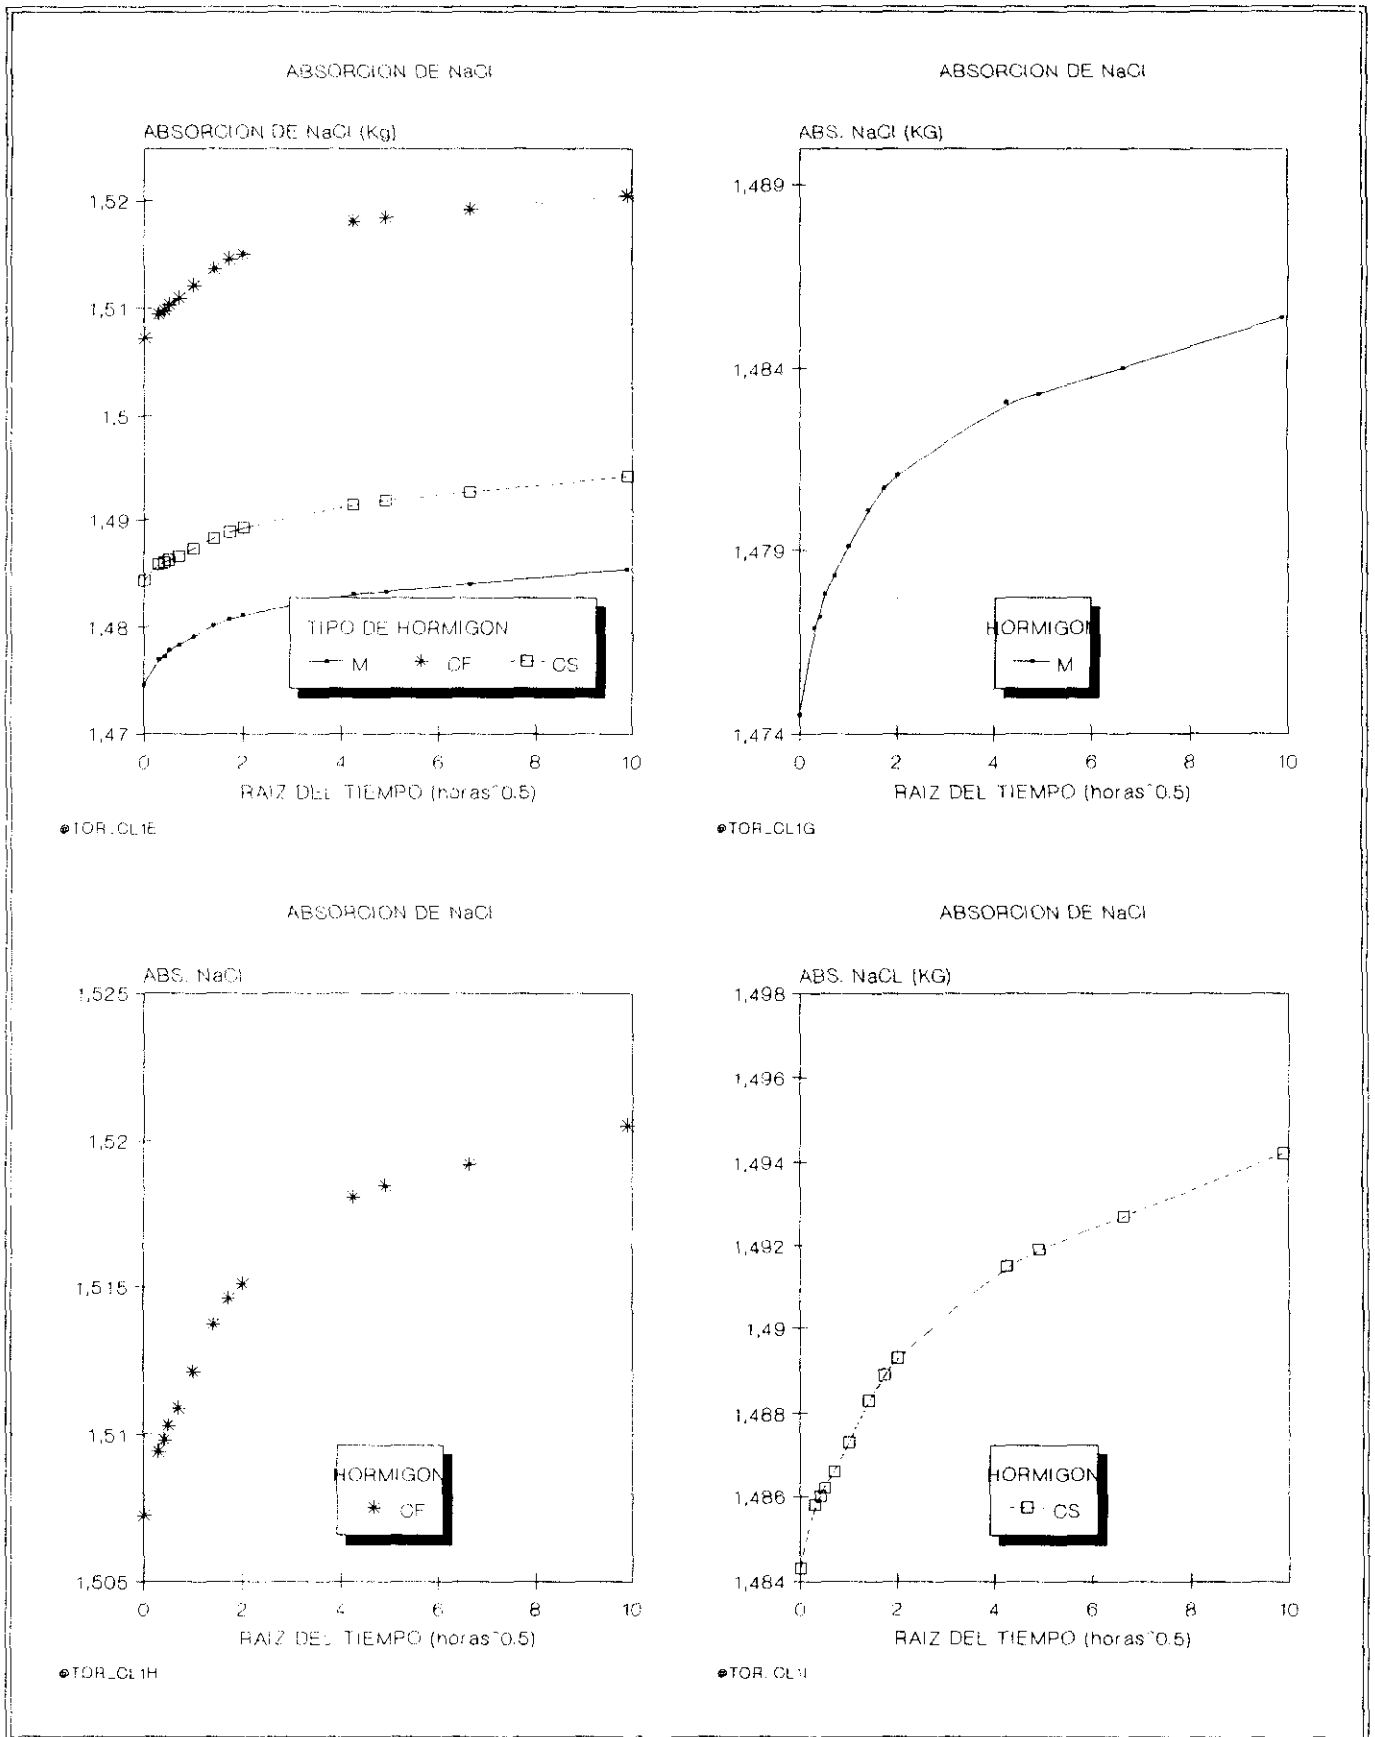 ABSORCION DE NaCl
ABSORCION DE NaCl (Kg)
1,52
1,51
1,5
1,49
1,48
1,47
TIPO DE HORMIGON
M CF CS
0 2 4 6 8 10
RAIZ DEL TIEMPO (horas^0.5)
@TOR_CL1E
ABSORCION DE NaCl
ABS. NaCl (KG)
1,489
1,484
1,479
1,474
HORMIGON
M
0 2 4 6 8 10
RAIZ DEL TIEMPO (horas^0.5)
@TOR_CL1G
ABSORCION DE NaCl
ABS. NaCl
1,525
1,52
1,515
1,51
1,505
HORMIGON
CF
0 2 4 6 8 10
RAIZ DEL TIEMPO (horas^0.5)
@TOR_CL1H
ABSORCION DE NaCl
ABS. NaCL (KG)
1,498
1,496
1,494
1,492
1,49
1,488
1,486
1,484
HORMIGON
CS
0 2 4 6 8 10
RAIZ DEL TIEMPO (horas^0.5)
@TOR_CL1I